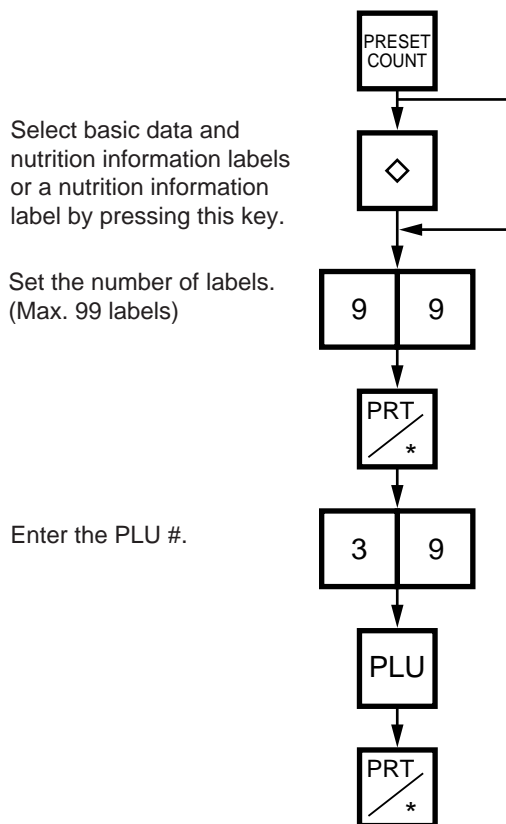 PRESET
COUNT
Select basic data and
nutrition information labels
or a nutrition information
label by pressing this key.
◇
Set the number of labels.
(Max. 99 labels)
9 9
PRT
*
Enter the PLU #.
3 9
PLU
PRT
*